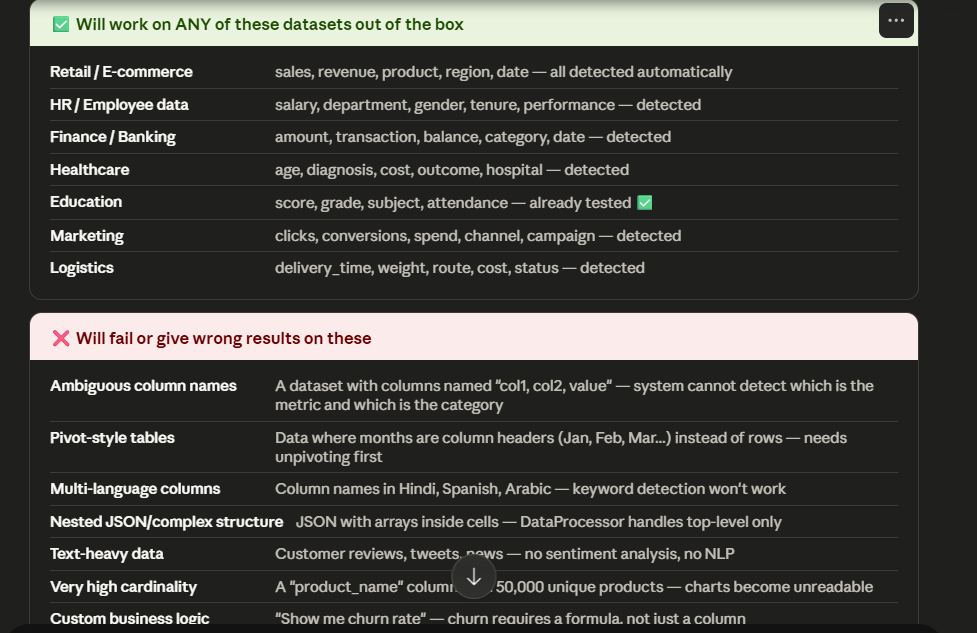 ✅ Will work on ANY of these datasets out of the box
Retail / E-commerce sales, revenue, product, region, date — all detected automatically
HR / Employee data salary, department, gender, tenure, performance — detected
Finance / Banking amount, transaction, balance, category, date — detected
Healthcare age, diagnosis, cost, outcome, hospital — detected
Education score, grade, subject, attendance — already tested ✅
Marketing clicks, conversions, spend, channel, campaign — detected
Logistics delivery_time, weight, route, cost, status — detected
❌ Will fail or give wrong results on these
Ambiguous column names A dataset with columns named "col1, col2, value" — system cannot detect which is the
metric and which is the category
Pivot-style tables Data where months are column headers (Jan, Feb, Mar...) instead of rows — needs
unpivoting first
Multi-language columns Column names in Hindi, Spanish, Arabic — keyword detection won't work
Nested JSON/complex structure JSON with arrays inside cells — DataProcessor handles top-level only
Text-heavy data Customer reviews, tweets, news — no sentiment analysis, no NLP
Very high cardinality A "product_name" column 50,000 unique products — charts become unreadable
Custom business logic "Show me churn rate" — churn requires a formula, not just a column